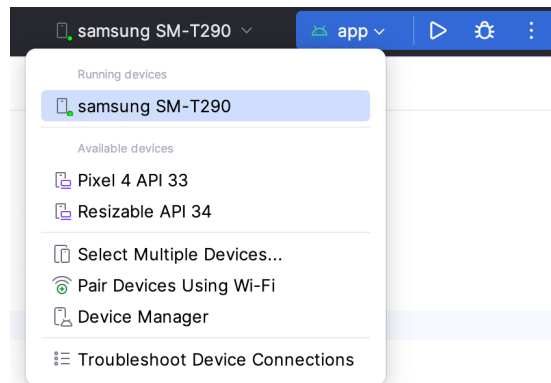 samsung SM-T290
app
Running devices
samsung SM-T290
Available devices
Pixel 4 API 33
Resizable API 34
Select Multiple Devices...
Pair Devices Using Wi-Fi
Device Manager
Troubleshoot Device Connections